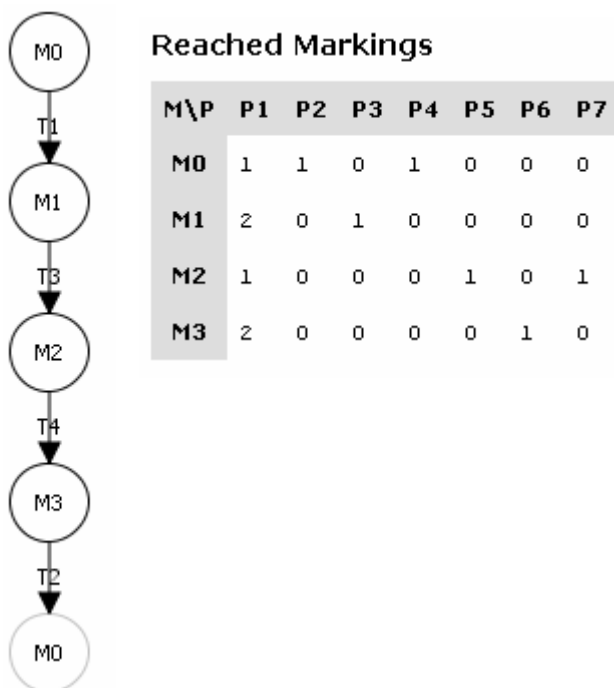 M0
T1
M1
T3
M2
T4
M3
T2
M0
Reached Markings
M\P P1 P2 P3 P4 P5 P6 P7
M0 1 1 0 1 0 0 0
M1 2 0 1 0 0 0 0
M2 1 0 0 0 1 0 1
M3 2 0 0 0 0 1 0